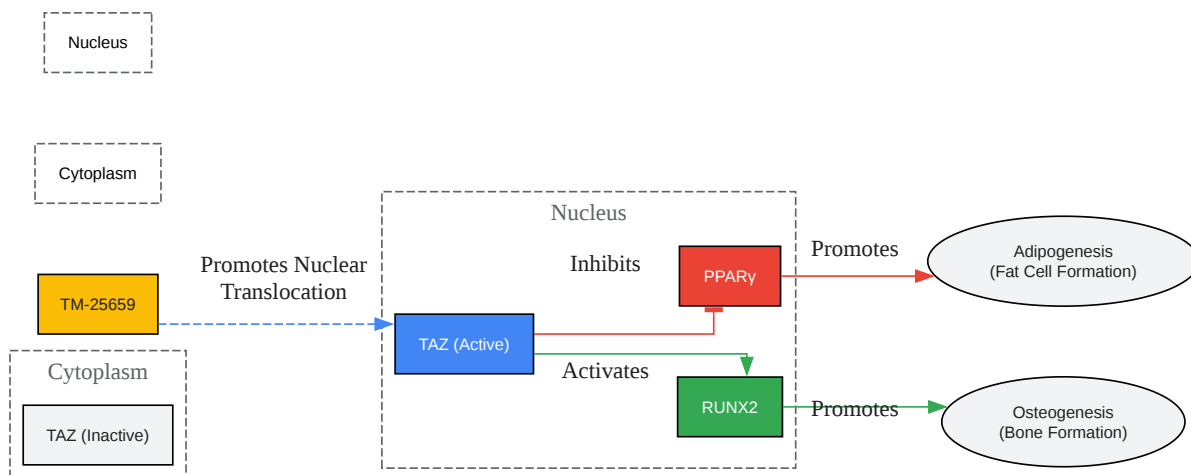 Nucleus
Cytoplasm
TM-25659
Promotes Nuclear
Translocation
Cytoplasm
TAZ (Inactive)
Nucleus
TAZ (Active)
Inhibits
PPARγ
Activates
RUNX2
Promotes
Adipogenesis
(Fat Cell Formation)
Promotes
Osteogenesis
(Bone Formation)